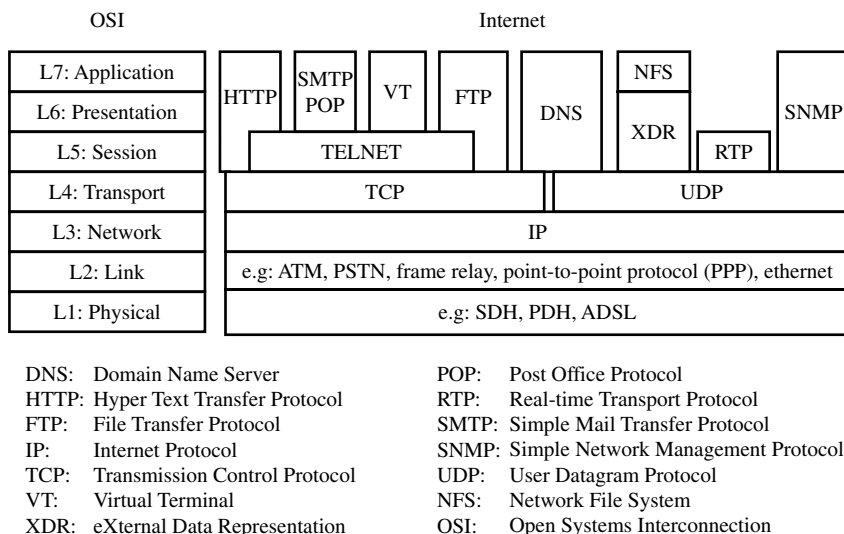 OSI Internet
L7: Application
L6: Presentation
L5: Session
L4: Transport
L3: Network
L2: Link
L1: Physical
HTTP
SMTP
POP
VT
FTP
TELNET
DNS
NFS
XDR
RTP
SNMP
TCP UDP
IP
e.g: ATM, PSTN, frame relay, point-to-point protocol (PPP), ethernet
e.g: SDH, PDH, ADSL
DNS: Domain Name Server
HTTP: Hyper Text Transfer Protocol
FTP: File Transfer Protocol
IP: Internet Protocol
TCP: Transmission Control Protocol
VT: Virtual Terminal
XDR: eXternal Data Representation
POP: Post Office Protocol
RTP: Real-time Transport Protocol
SMTP: Simple Mail Transfer Protocol
SNMP: Simple Network Management Protocol
UDP: User Datagram Protocol
NFS: Network File System
OSI: Open Systems Interconnection